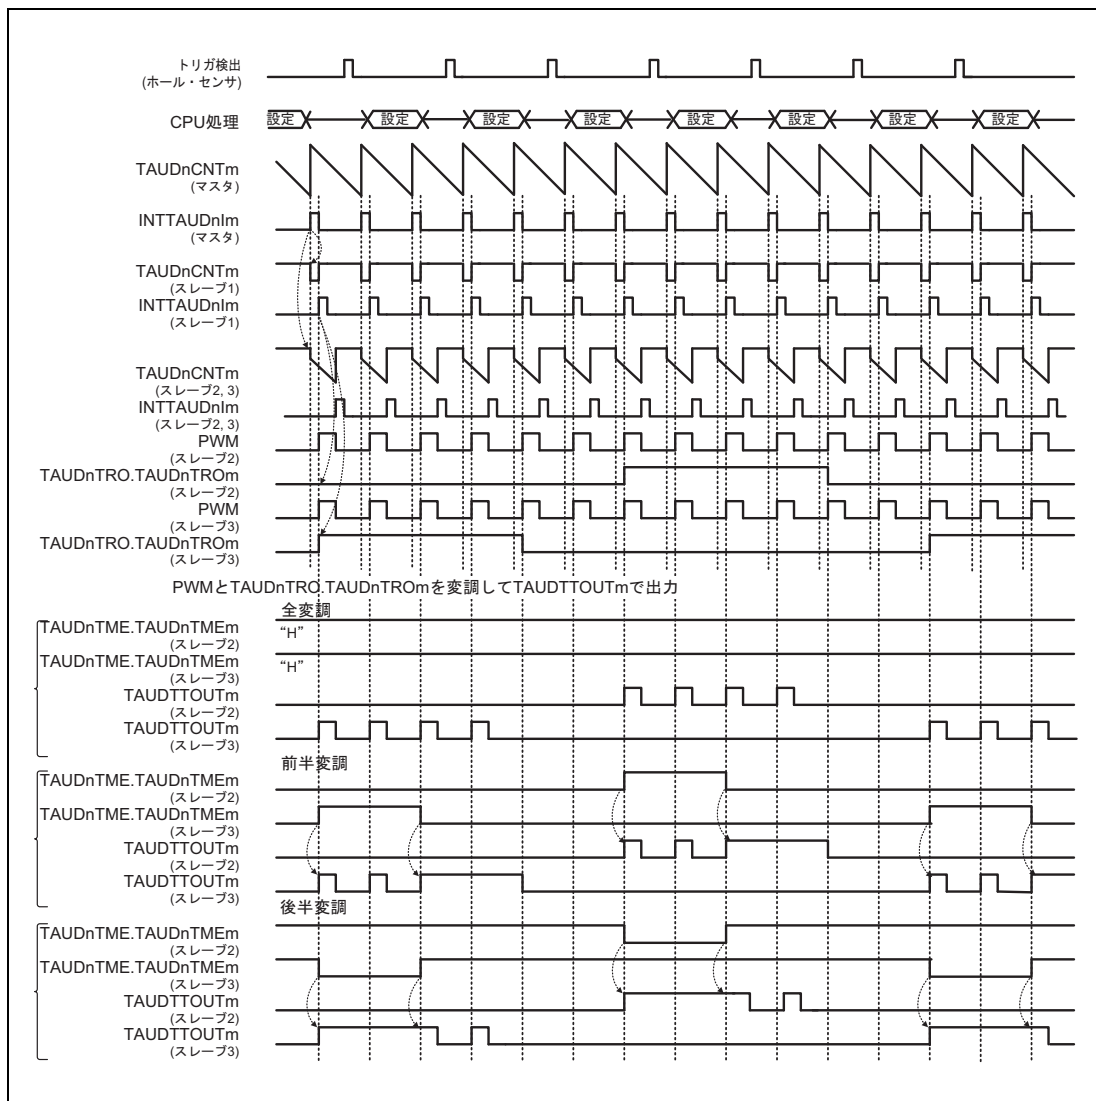 トリガ検出
(ホール・センサ)
CPU処理
設定 設定 設定 設定 設定 設定 設定 設定
TAUDnCNTm
(マスタ)
INTTAUDnIm
(マスタ)
TAUDnCNTm
(スレーブ1)
INTTAUDnIm
(スレーブ1)
TAUDnCNTm
(スレーブ2, 3)
INTTAUDnIm
(スレーブ2, 3)
PWM
(スレーブ2)
TAUDnTRO.TAUDnTROm
(スレーブ2)
PWM
(スレーブ3)
TAUDnTRO.TAUDnTROm
(スレーブ3)
PWMとTAUDnTRO.TAUDnTROmを変調してTAUDTTOUTmで出力
全変調
TAUDnTME.TAUDnTMEm
(スレーブ2)
“H”
TAUDnTME.TAUDnTMEm
(スレーブ3)
“H”
TAUDTTOUTm
(スレーブ2)
TAUDTTOUTm
(スレーブ3)
前半変調
TAUDnTME.TAUDnTMEm
(スレーブ2)
TAUDnTME.TAUDnTMEm
(スレーブ3)
TAUDTTOUTm
(スレーブ2)
TAUDTTOUTm
(スレーブ3)
後半変調
TAUDnTME.TAUDnTMEm
(スレーブ2)
TAUDnTME.TAUDnTMEm
(スレーブ3)
TAUDTTOUTm
(スレーブ2)
TAUDTTOUTm
(スレーブ3)